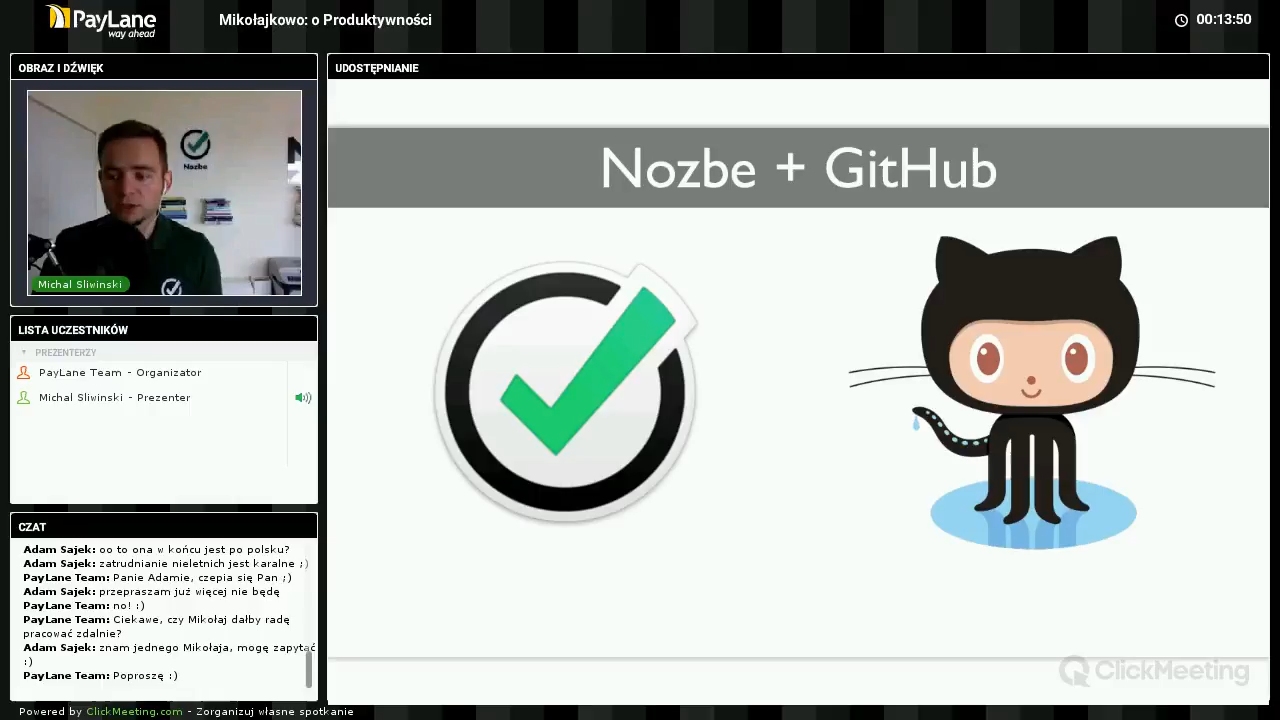 PayLane
way ahead
Mikołajkowo: o Produktywności
00:13:50
OBRAZ I DŹWIĘK
Nozbe
Michal Sliwinski
LISTA UCZESTNIKÓW
PREZENTERZY
PayLane Team - Organizator
Michal Sliwinski - Prezenter
CZAT
Adam Sajek: oo to ona w końcu jest po polsku?
Adam Sajek: zatrudnianie nieletnich jest karalne ;)
PayLane Team: Panie Adamie, czepia się Pan ;)
Adam Sajek: przepraszam już więcej nie będę
PayLane Team: no! :)
PayLane Team: Ciekawe, czy Mikołaj dałby radę
pracować zdalnie?
Adam Sajek: znam jednego Mikołaja, mogę zapytać
:)
PayLane Team: Poproszę :)
UDOSTĘPNIANIE
Nozbe + GitHub
ClickMeeting
Powered by ClickMeeting.com - Zorganizuj własne spotkanie